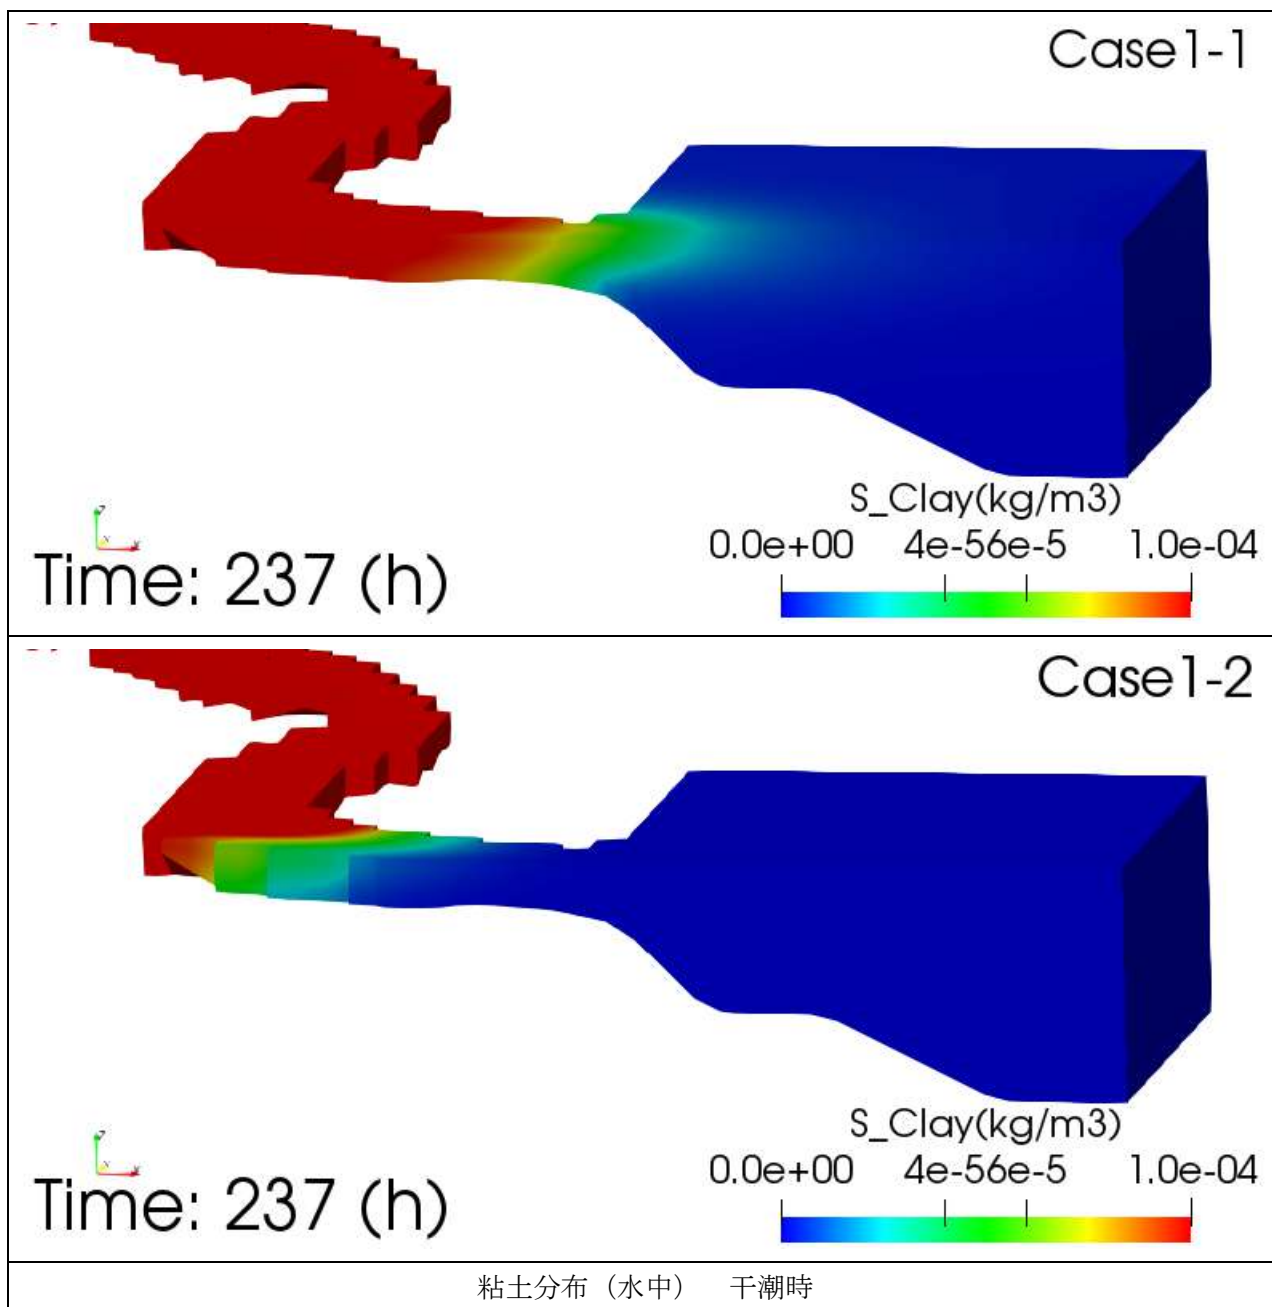 Case1-1
S_Clay(kg/m3)
0.0e+00 4e-56e-5 1.0e-04
Time: 237 (h)
Case1-2
S_Clay(kg/m3)
0.0e+00 4e-56e-5 1.0e-04
Time: 237 (h)
粘土分布（水中） 干潮時